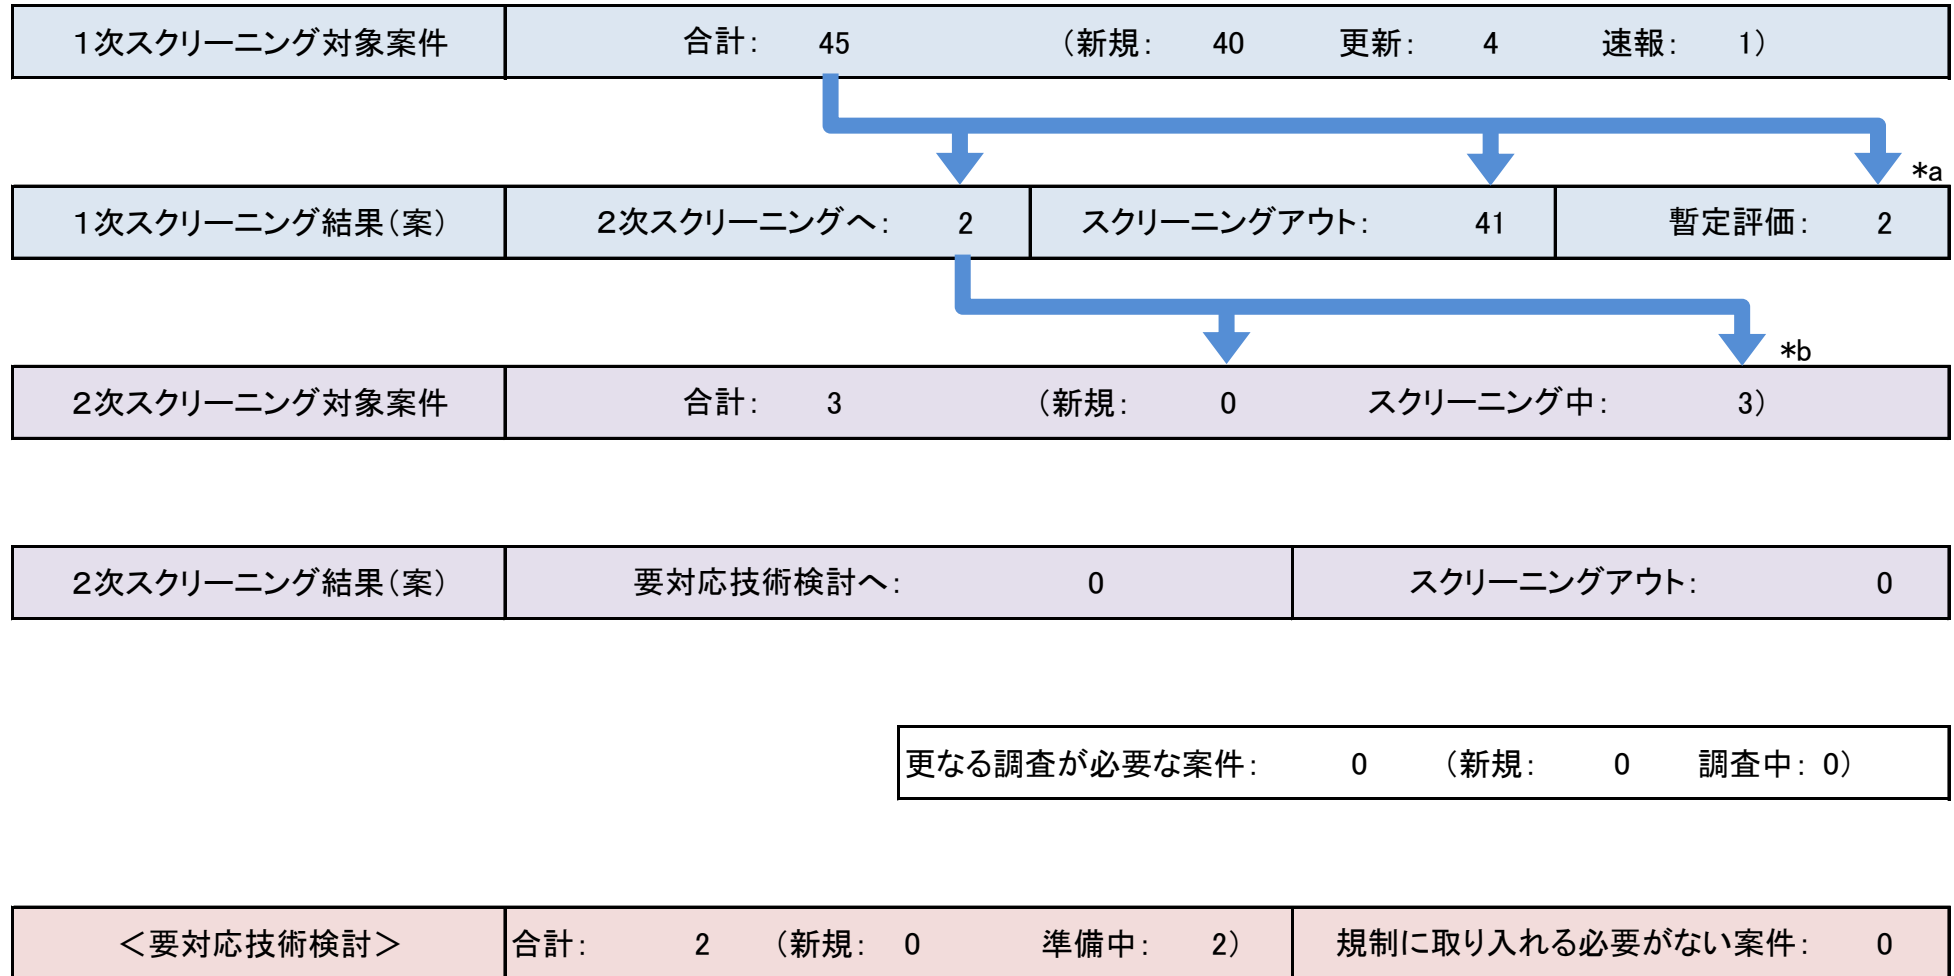 １次スクリーニング対象案件 合計： 45 （新規： 40 更新： 4 速報： 1）
*a
１次スクリーニング結果（案） ２次スクリーニングへ： 2 スクリーニングアウト： 41 暫定評価： 2
*b
２次スクリーニング対象案件 合計： 3 （新規： 0 スクリーニング中： 3）
２次スクリーニング結果（案） 要対応技術検討へ： 0 スクリーニングアウト： 0
更なる調査が必要な案件： 0 （新規： 0 調査中： 0）
＜要対応技術検討＞ 合計： 2 （新規： 0 準備中： 2） 規制に取り入れる必要がない案件： 0